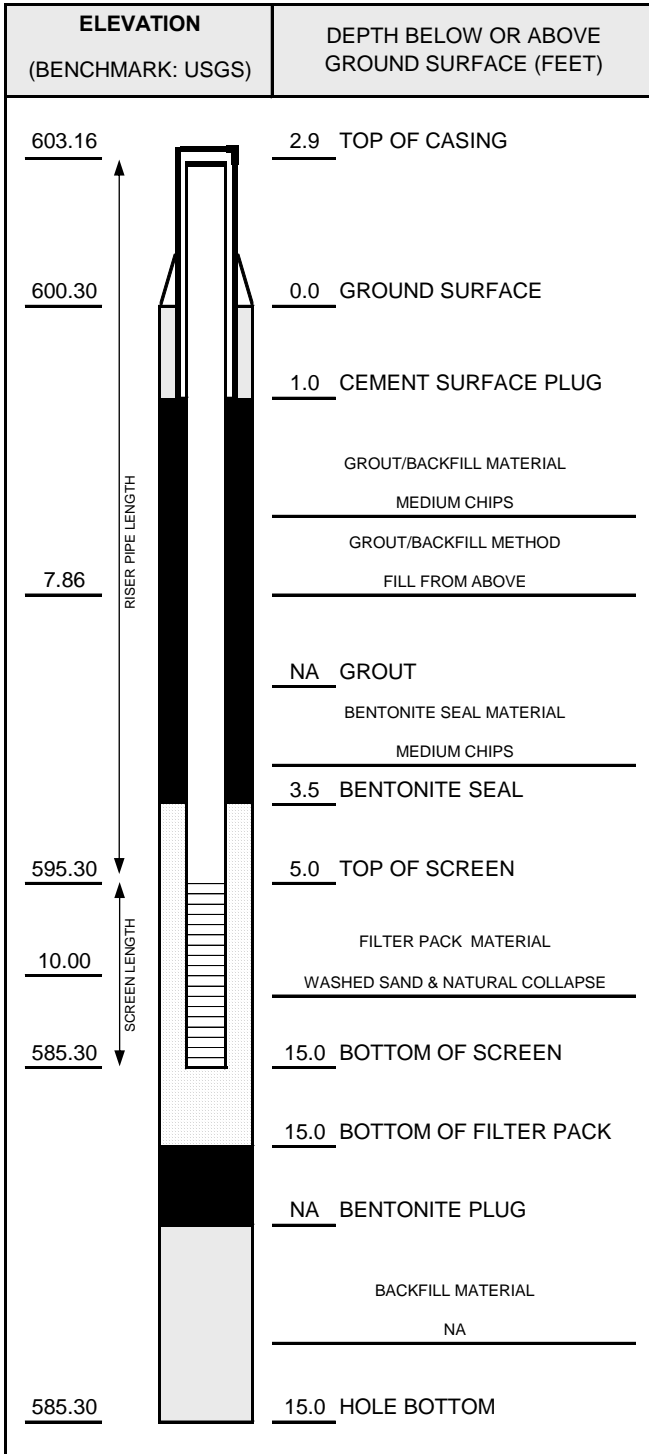 ELEVATION
(BENCHMARK: USGS)
DEPTH BELOW OR ABOVE
GROUND SURFACE (FEET)
603.16 2.9 TOP OF CASING
600.30 0.0 GROUND SURFACE
1.0 CEMENT SURFACE PLUG
GROUT/BACKFILL MATERIAL
MEDIUM CHIPS
GROUT/BACKFILL METHOD
RISER PIPE LENGTH
7.86 FILL FROM ABOVE
NA GROUT
BENTONITE SEAL MATERIAL
MEDIUM CHIPS
3.5 BENTONITE SEAL
595.30 5.0 TOP OF SCREEN
FILTER PACK MATERIAL
10.00
SCREEN LENGTH
WASHED SAND & NATURAL COLLAPSE
585.30 15.0 BOTTOM OF SCREEN
15.0 BOTTOM OF FILTER PACK
NA BENTONITE PLUG
BACKFILL MATERIAL
NA
585.30 15.0 HOLE BOTTOM